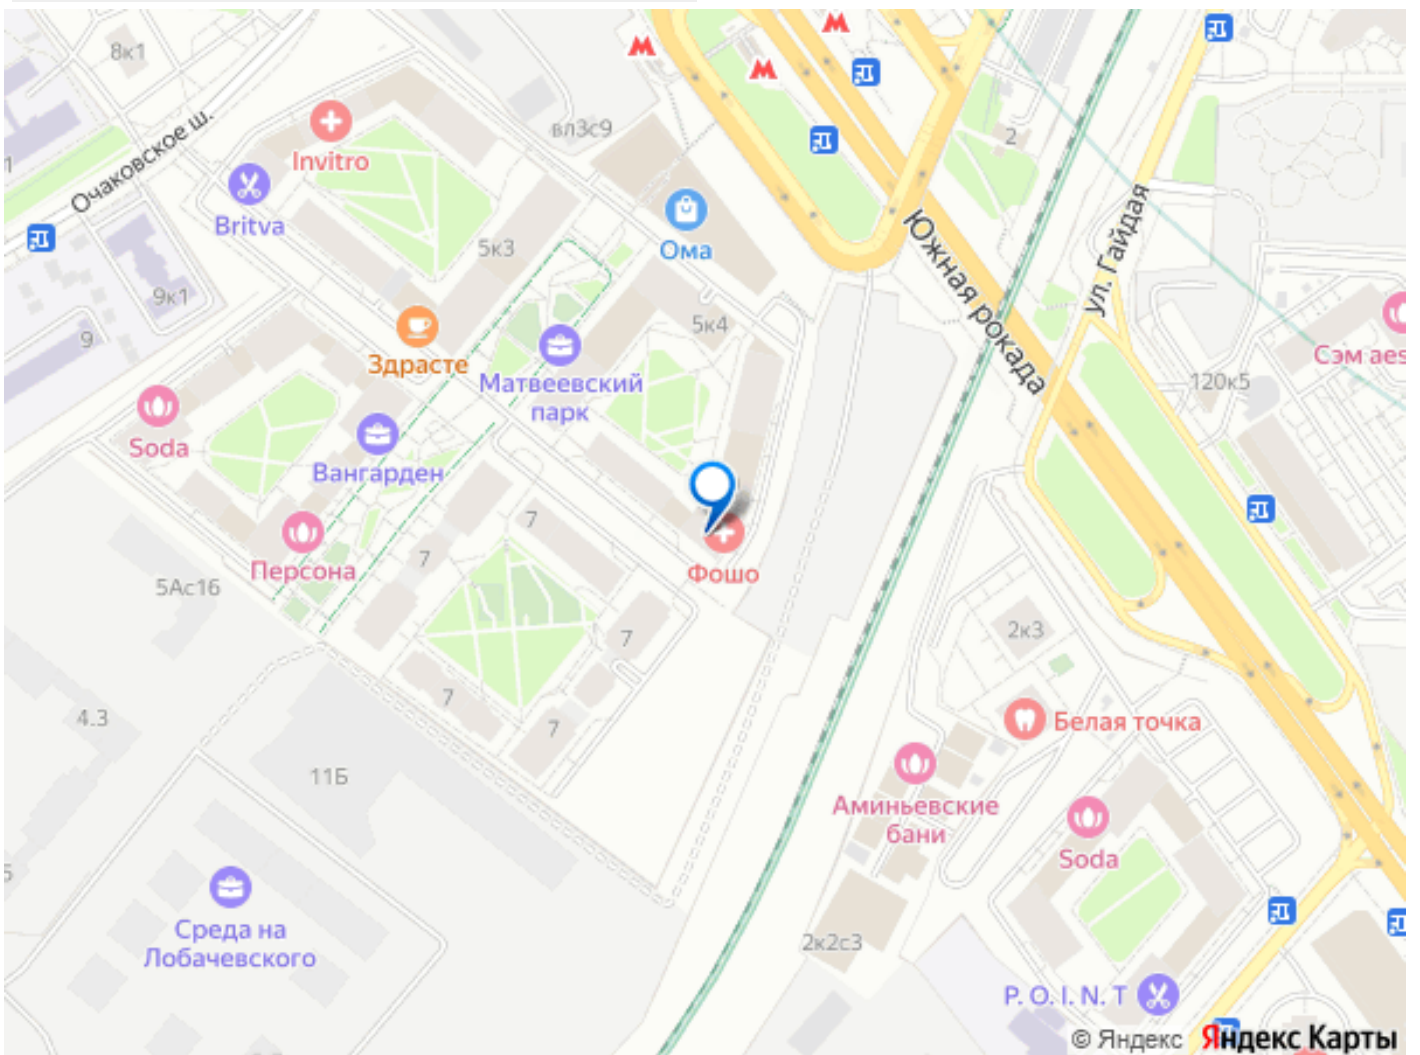 8к1
вл3с9
2
Очаковское ш.
Invitro
Britva
Ома
5к3
Южная рокада
ул. Гайдая
9к1
9
5к4
Здрасте
Матвеевский
парк
Сэм aes
120к5
Soda
Вангарден
7
7
Персона
Фошо
5Ас16
7
2к3
7
7
4.3
11Б
Белая точка
Аминьевские
бани
Soda
Среда на
Лобачевского
2к2с3
P. O. I. N. T
© Яндекс Яндекс Карты